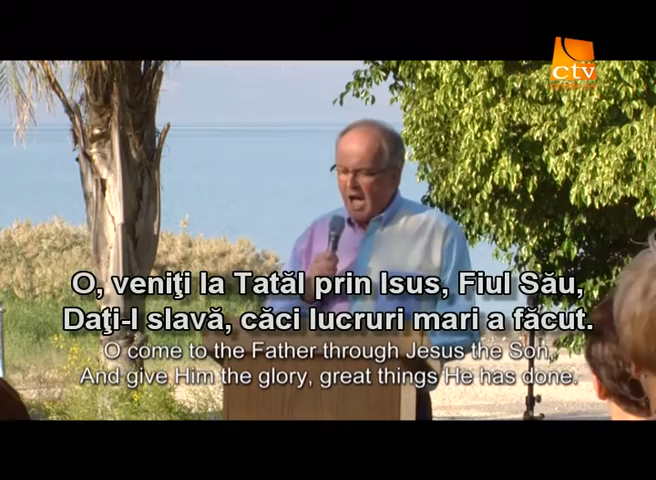 ctv
O, veniţi la Tatăl prin Isus, Fiul Său,
Daţi-I slavă, căci lucruri mari a făcut.
O come to the Father through Jesus the Son,
And give Him the glory, great things He has done.